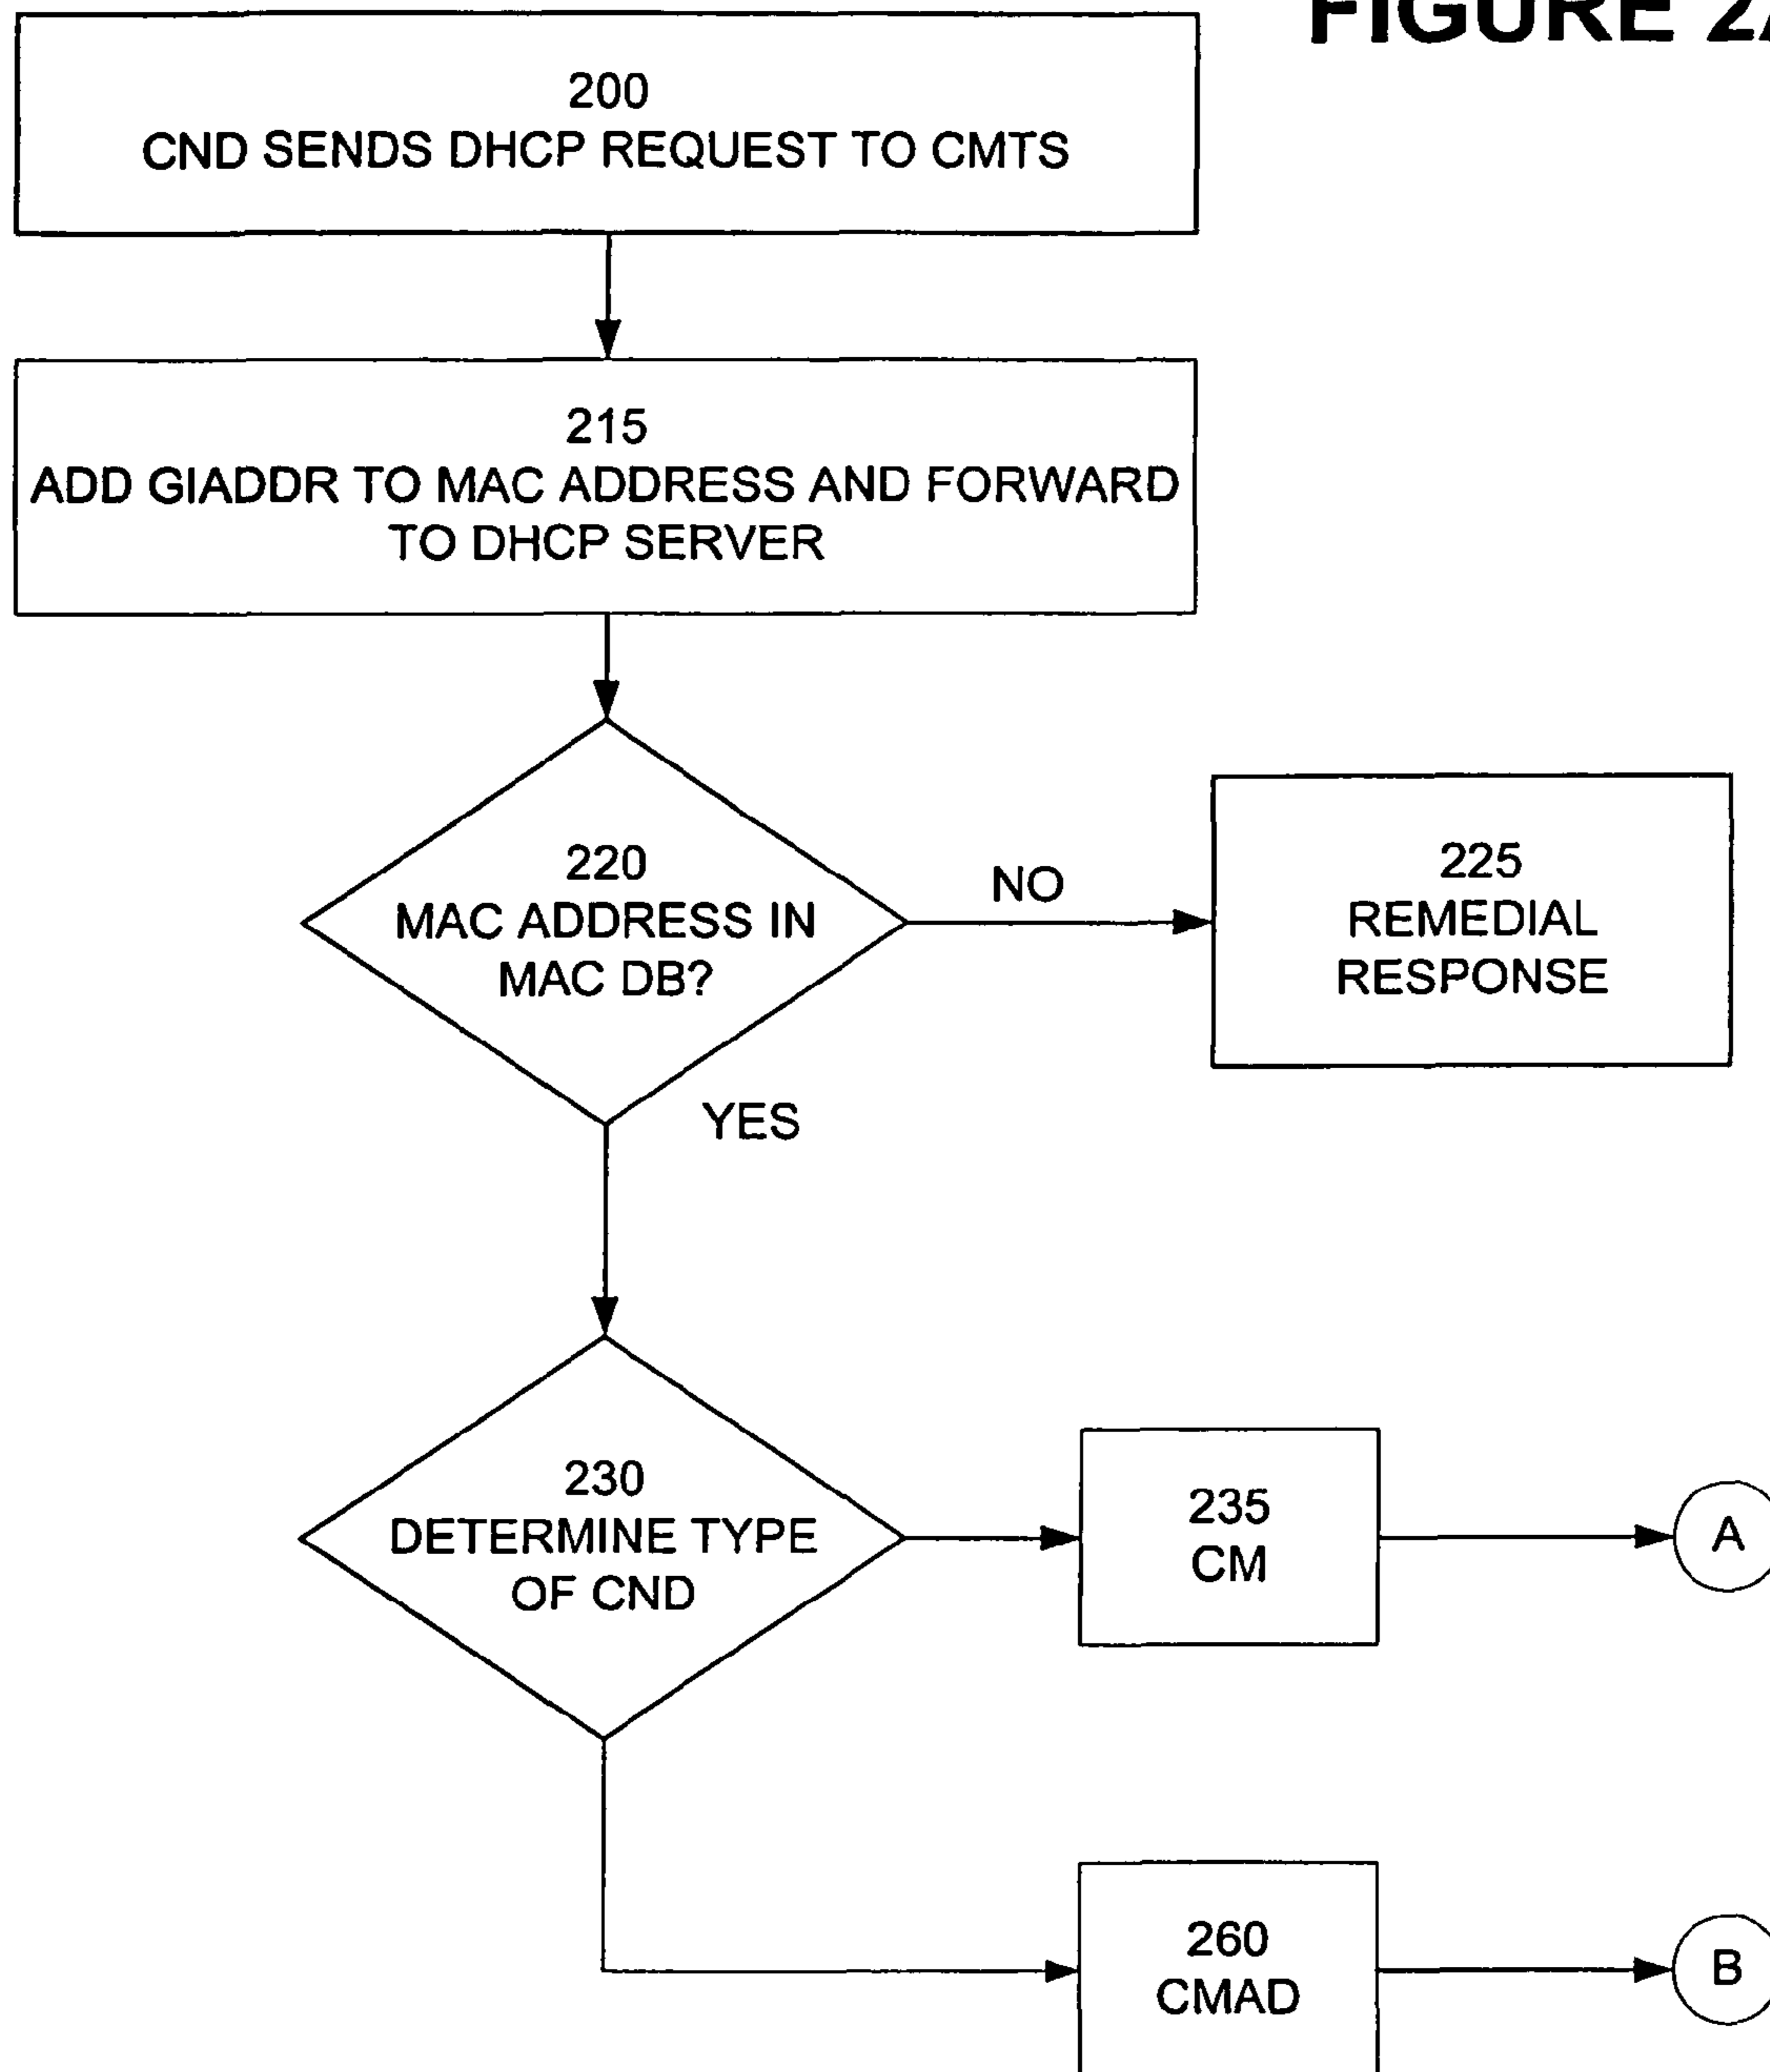 FIGURE 2A
200
CND SENDS DHCP REQUEST TO CMTS
215
ADD GIADDR TO MAC ADDRESS AND FORWARD
TO DHCP SERVER
220
MAC ADDRESS IN
MAC DB?
NO
225
REMEDIAL
RESPONSE
YES
230
DETERMINE TYPE
OF CND
235
CM
A
260
CMAD
B